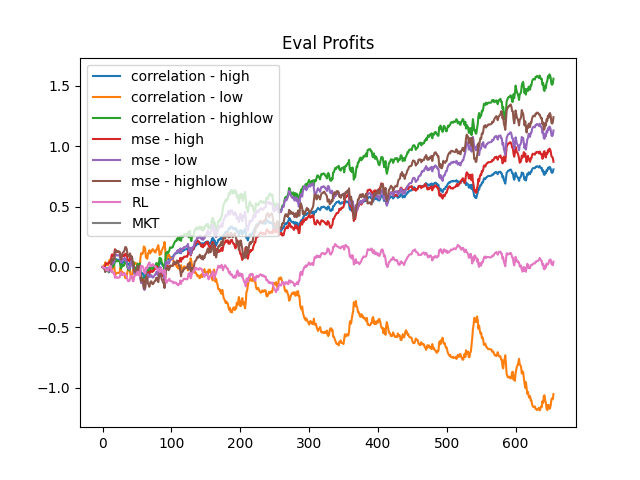 Eval Profits
correlation - high
correlation - low
correlation - highlow
mse - high
mse - low
mse - highlow
RL
MKT
1.5
1.0
0.5
0.0
−0.5
−1.0
0 100 200 300 400 500 600